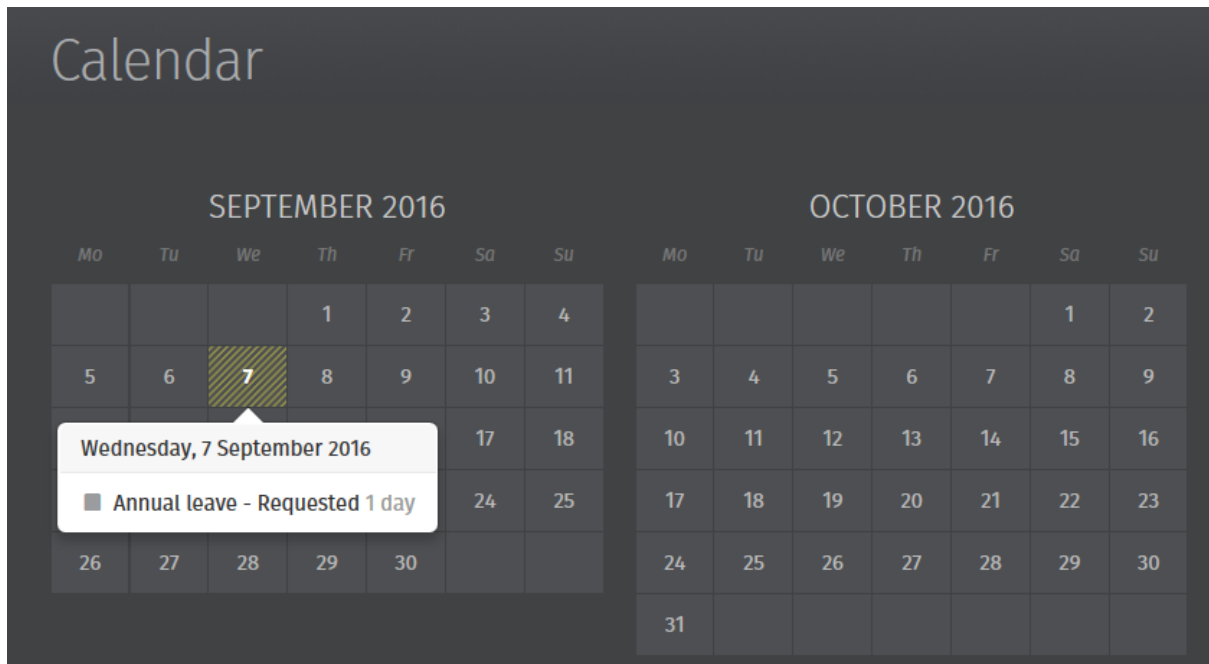 Calendar
SEPTEMBER 2016
Mo Tu We Th Fr Sa Su
1 2 3 4
5 6 7 8 9 10 11
17 18
24 25
26 27 28 29 30
Wednesday, 7 September 2016
Annual leave - Requested 1 day
OCTOBER 2016
Mo Tu We Th Fr Sa Su
1 2
3 4 5 6 7 8 9
10 11 12 13 14 15 16
17 18 19 20 21 22 23
24 25 26 27 28 29 30
31